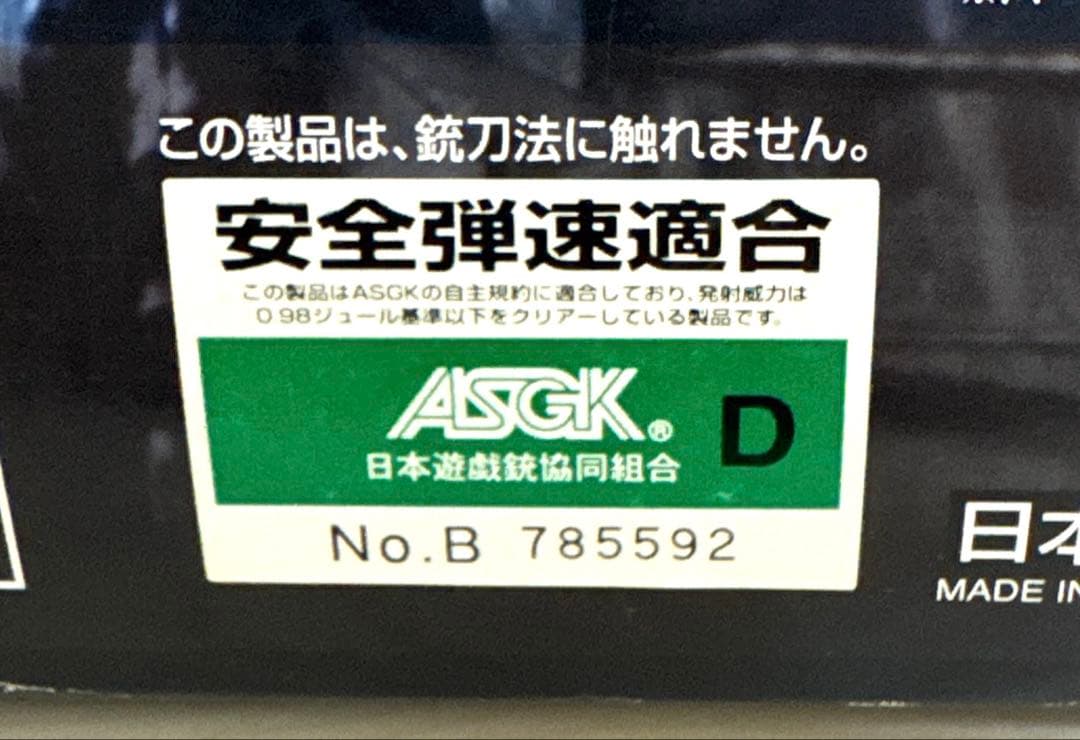 この製品は、銃刀法に触れません。
安全弾速適合
この製品はASGKの自主規約に適合しており、発射威力は
0.98ジュール基準以下をクリアーしている製品です。
ASGK®
D
日本遊戯銃協同組合
No.B 785592
日本
MADE IN